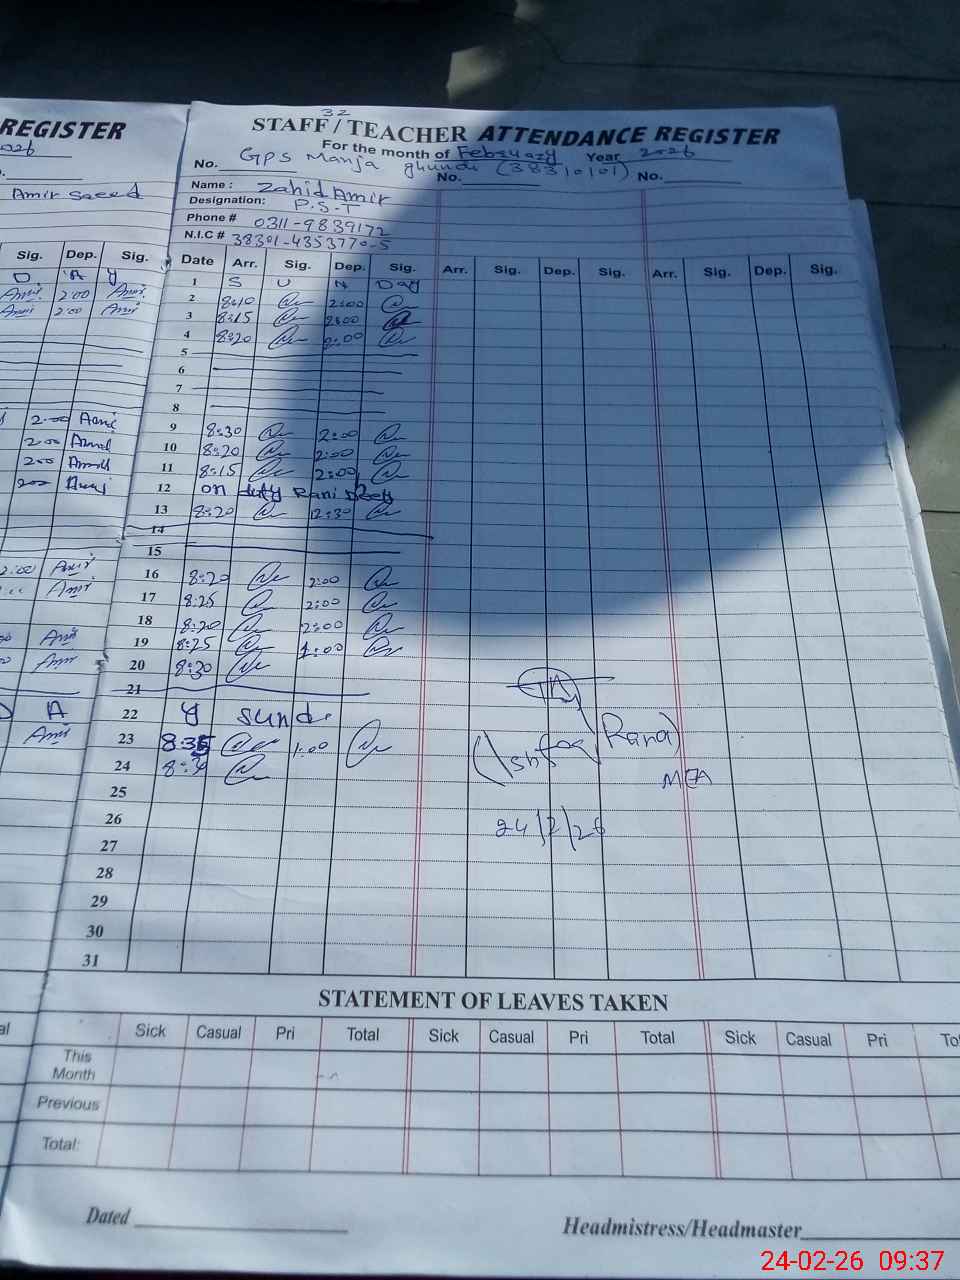 REGISTER
2026
Amir Saeed
Sig. Dep. Sig.
D A Y
Amir 2:00 Amir
Amir 2:00 Amir
2:00
2:00
2:00
200
2:00 Amir
Amir
Amir
Amir
D A
Amir
32
STAFF / TEACHER ATTENDANCE REGISTER
For the month of February Year 2026
No. GPS Manja ghundi (38310101) No. No.
Name : Zahid Amir
Designation: P.S.T
Phone # 0311-9839172
N.I.C # 38301-4353770-5
Date Arr. Sig. Dep. Sig. Arr. Sig. Dep. Sig. Arr. Sig. Dep. Sig.
1 S U N Day
2 8:10 2:00
3 8:15 2:00
4 8:20 2:00
5
6
7
8
9 8:30 2:00
10 8:20 2:00
11 8:15 2:00
12 on duty Rani
13 8:20 12:30
14
15
16 8:20 2:00
17 8:25 2:00
18 8:20 2:00
19 8:25 1:00
20 8:30
21
22 y sund.
23 8:35 1:00
(Ishfaq Rana)
24
MEA
25
24/2/26
26
27
28
29
30
31
STATEMENT OF LEAVES TAKEN
Sick Casual Pri Total Sick Casual Pri Total Sick Casual Pri To
This Month
Previous
Total:
Dated
Headmistress/Headmaster
24-02-26 09:37